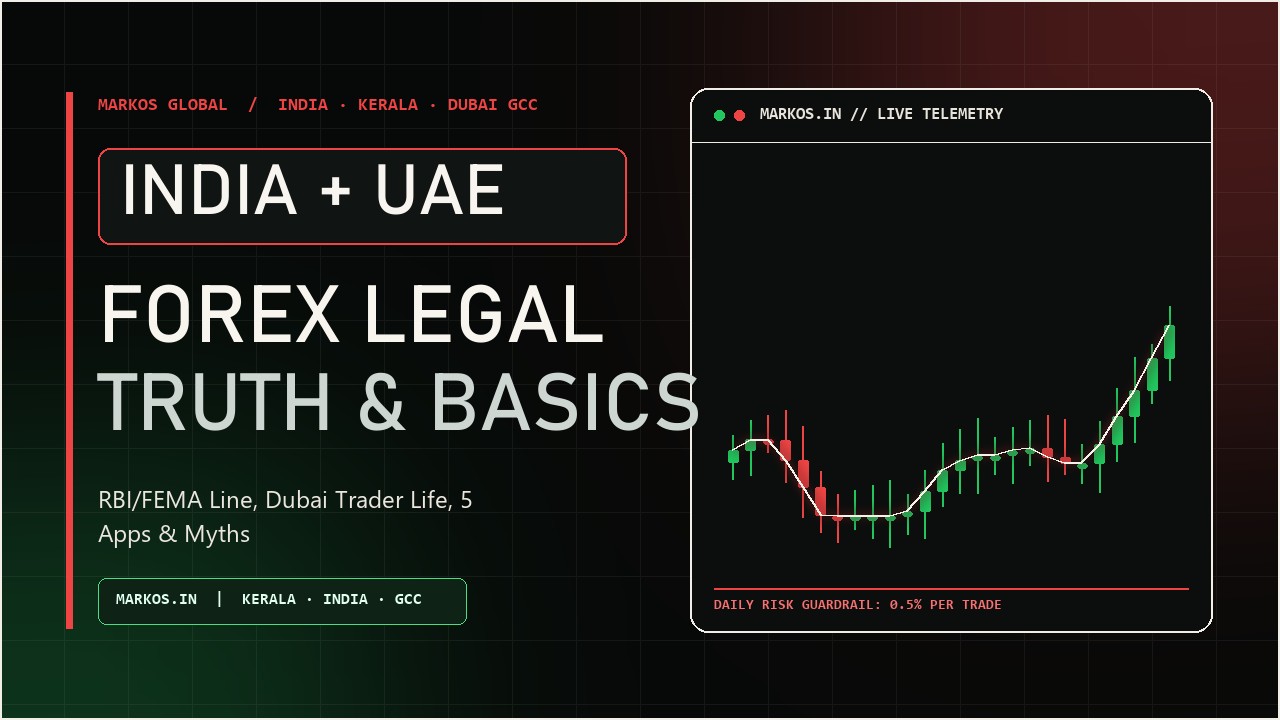 MARKOS GLOBAL / INDIA · KERALA · DUBAI GCC
INDIA + UAE
FOREX LEGAL
TRUTH & BASICS
RBI/FEMA Line, Dubai Trader Life, 5
Apps & Myths
MARKOS.IN | KERALA · INDIA · GCC
MARKOS.IN // LIVE TELEMETRY
DAILY RISK GUARDRAIL: 0.5% PER TRADE